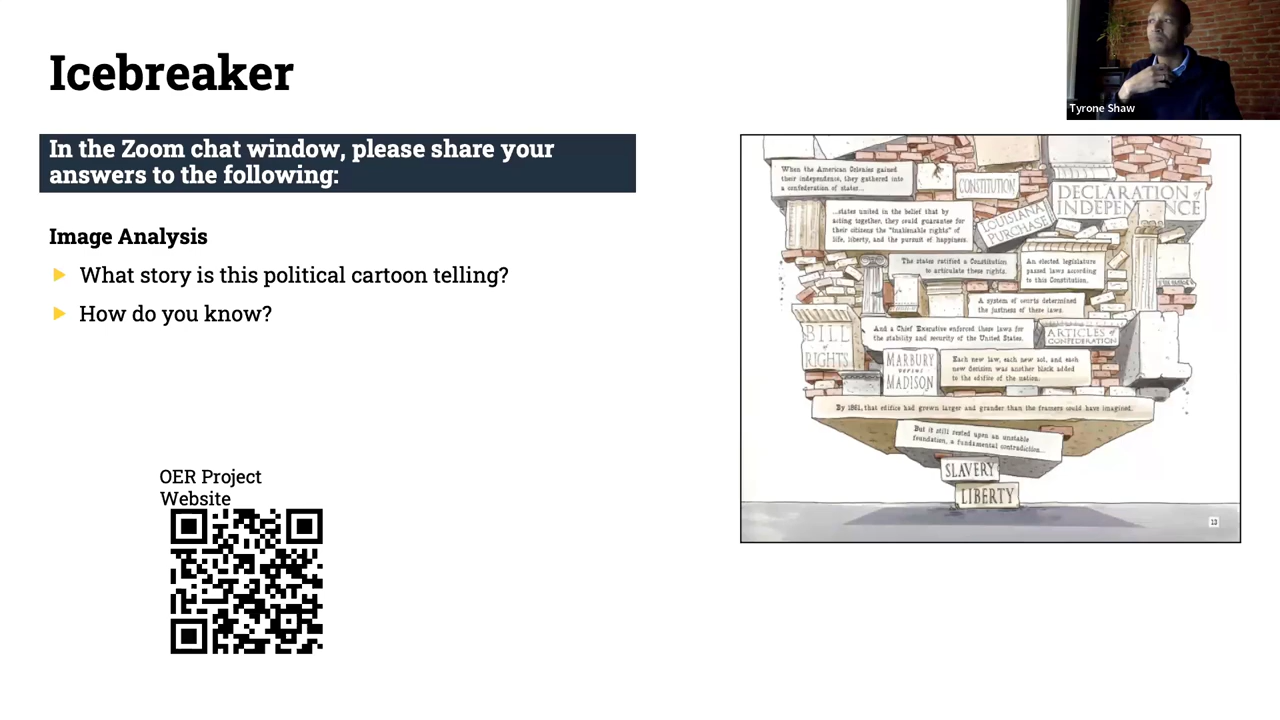 Icebreaker
Tyrone Shaw
In the Zoom chat window, please share your
answers to the following:
Image Analysis
What story is this political cartoon telling?
How do you know?
OER Project
Website
When the American Colonies gained
their independence, they gathered into
a confederation of states...
CONSTITUTION
DECLARATION of
INDEPENDENCE
...states united in the belief that by
acting together, they could guarantee for
their citizens the "inalienable rights" of
life, liberty, and the pursuit of happiness.
LOUISIANA
PURCHASE
The states ratified a Constitution
to articulate these rights.
An elected legislature
passed laws according
to this Constitution.
A system of courts determined
the justness of these laws.
BILL
of
RIGHTS
And a Chief Executive enforced these laws for
the stability and security of the United States.
ARTICLES of
CONFEDERATION
MARBURY
versus
MADISON
Each new law, each new act, and each
new decision was another block added
to the edifice of the nation.
By 1861, that edifice had grown larger and grander than the framers could have imagined.
But it still rested upon an unstable
foundation, a fundamental contradiction...
SLAVERY
LIBERTY
13